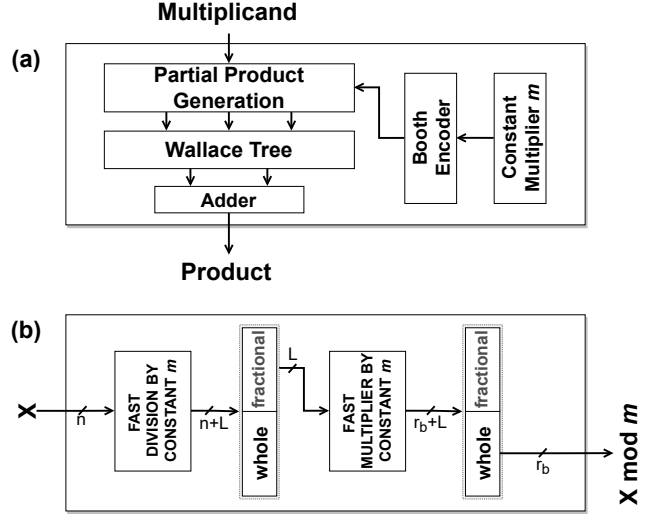 Multiplicand
(a)
Partial Product
Generation
Wallace Tree
Adder
Product
Booth
Encoder
Constant
Multiplier m
(b)
X
n
FAST
DIVISION BY
CONSTANT m
n+L
fractional
whole
L
FAST
MULTIPLIER BY
CONSTANT m
rb+L
fractional
whole
rb
X mod m